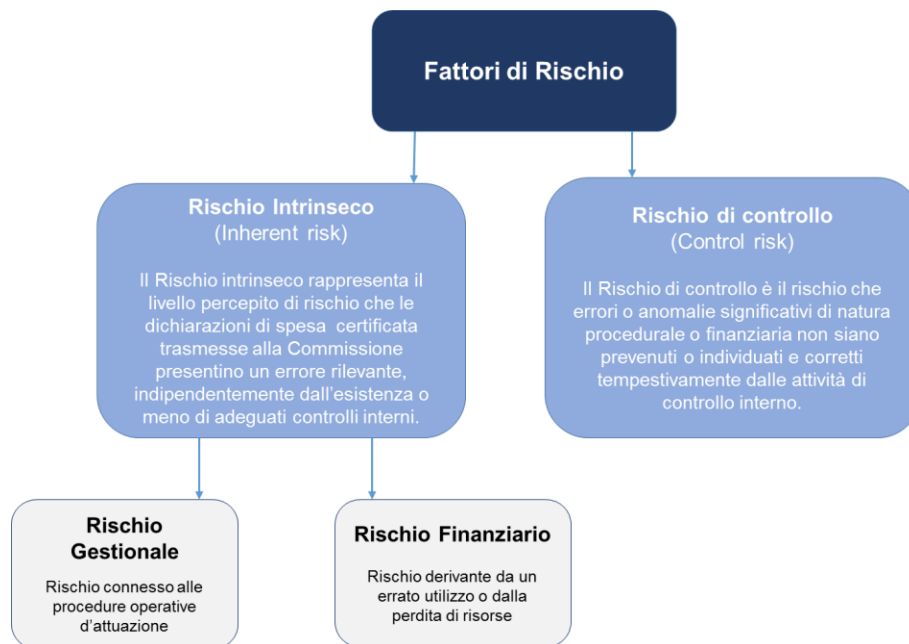 Fattori di Rischio
Rischio Intrinseco
(Inherent risk)
Il Rischio intrinseco rappresenta il
livello percepito di rischio che le
dichiarazioni di spesa certificata
trasmesse alla Commissione
presentino un errore rilevante,
indipendentemente dall'esistenza o
meno di adeguati controlli interni.
Rischio di controllo
(Control risk)
Il Rischio di controllo è il rischio che
errori o anomalie significativi di natura
procedurale o finanziaria non siano
prevenuti o individuati e corretti
tempestivamente dalle attività di
controllo interno.
Rischio
Gestionale
Rischio connesso alle
procedure operative
d'attuazione
Rischio Finanziario
Rischio derivante da un
errato utilizzo o dalla
perdita di risorse